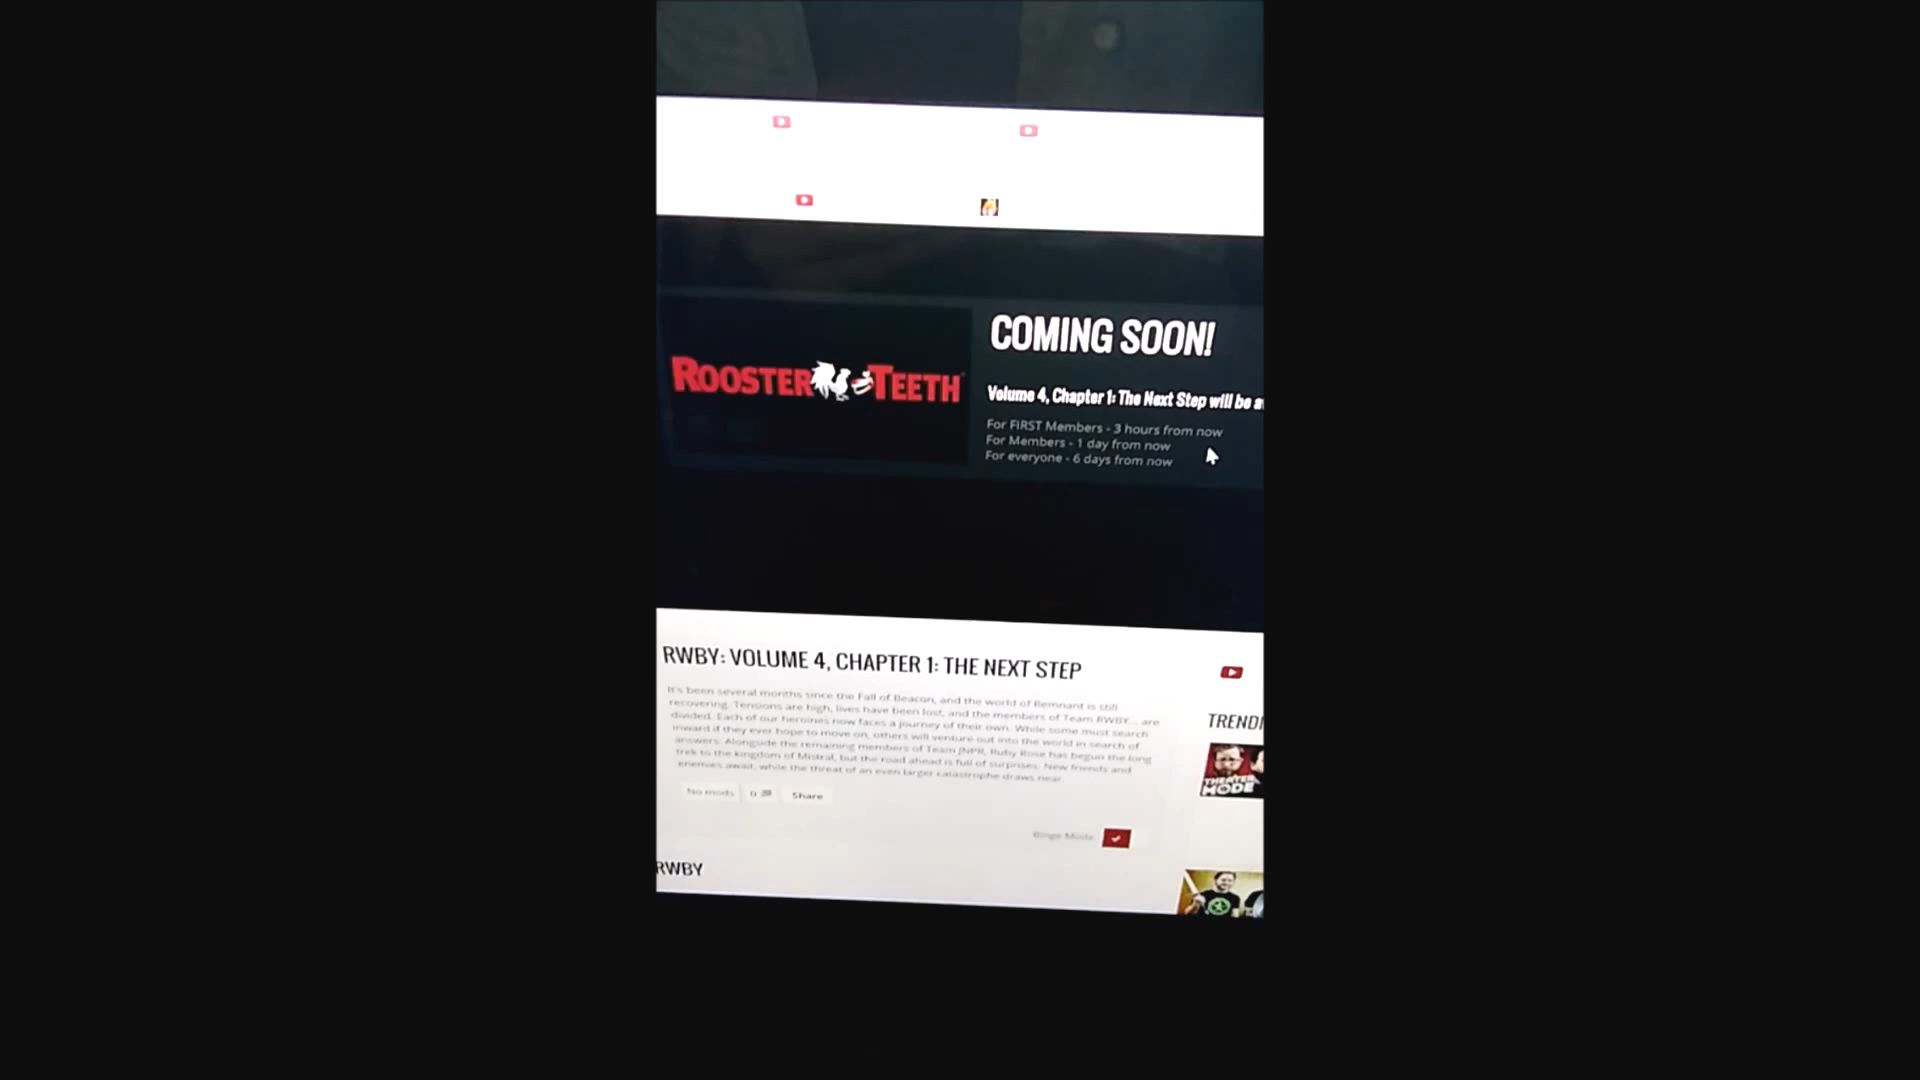 COMING SOON!
ROOSTER TEETH
Volume 4, Chapter 1: The Next Step will be
For FIRST Members - 3 hours from now
For Members - 1 day from now
For everyone - 6 days from now
RWBY: VOLUME 4, CHAPTER 1: THE NEXT STEP
It's been several months since the Fall of Beacon, and the world of Remnant is still
recovering. Tensions are high, lives have been lost, and the members of Team RWBY... are
divided. Each of our heroines now faces a journey of their own. While some must search
inward if they ever hope to move on, others will venture out into the world in search of
answers. Alongside the remaining members of Team JNPR, Ruby Rose has begun the long
trek to the kingdom of Mistral, but the road ahead is full of surprises. New friends and
enemies await, while the threat of an even larger catastrophe draws near.
TRENDI
THEATER
MODE
No mods 0 Share
Binge Mode
RWBY